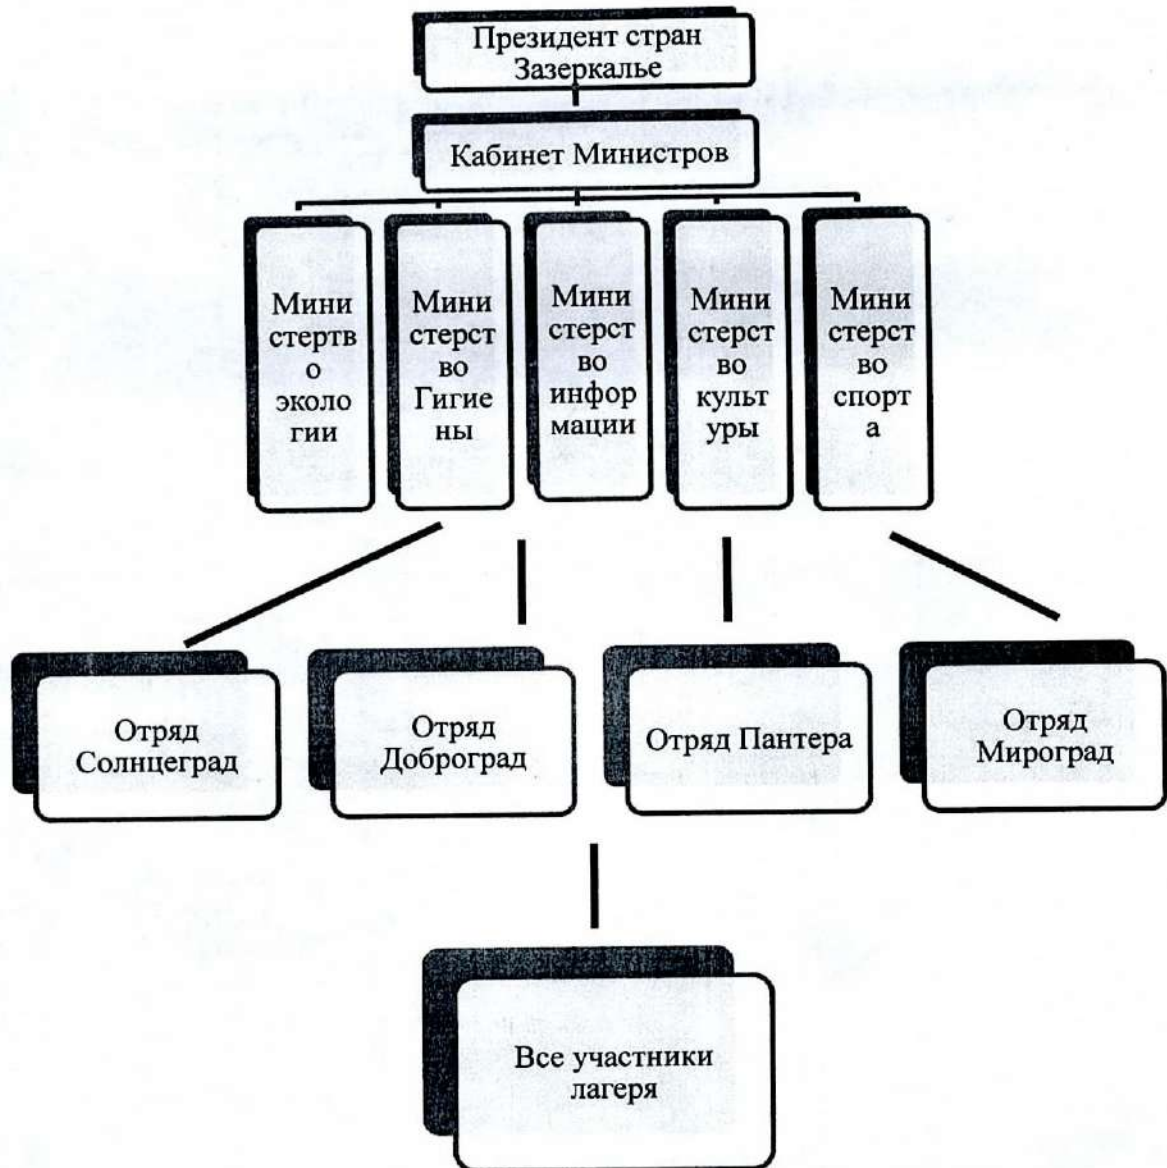 Президент стран
Зазеркалье
Кабинет Министров
Мини
стертв
о
эколо
гии
Мини
стерст
во
Гигие
ны
Мини
стерст
во
инфор
мации
Мини
стерст
во
культ
уры
Мини
стерст
во
спорт
а
Отряд
Солнцеград
Отряд
Доброград
Отряд Пантера
Отряд
Мироград
Все участники
лагеря